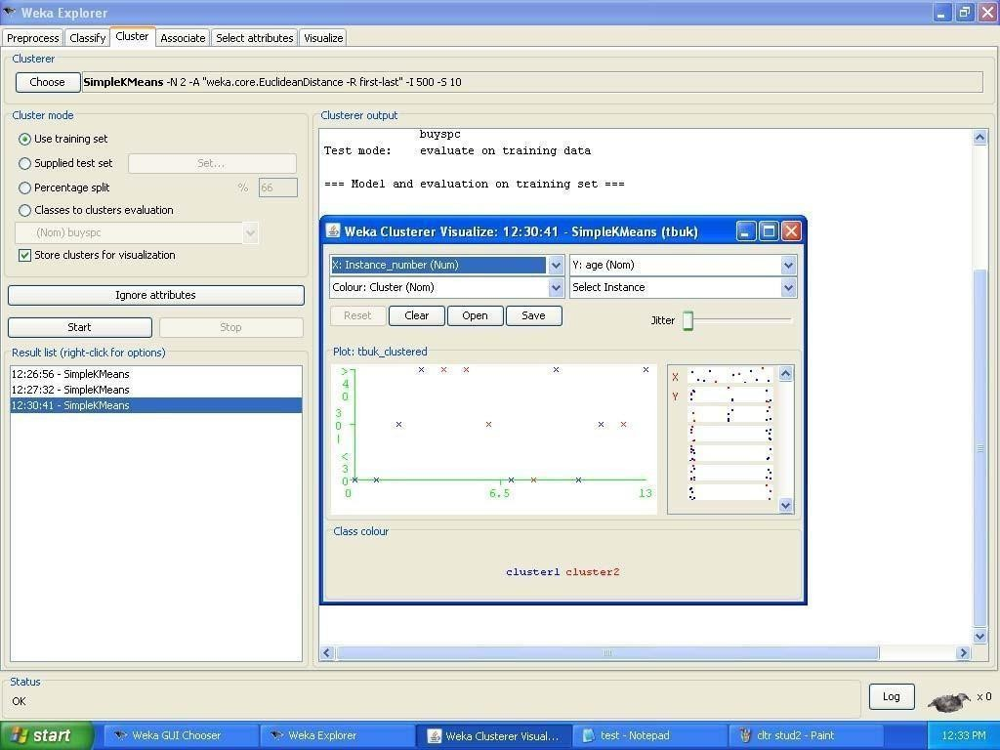 Weka Explorer
Preprocess Classify Cluster Associate Select attributes Visualize
Clusterer
Choose SimpleKMeans -N 2 -A "weka.core.EuclideanDistance -R first-last" -I 500 -S 10
Cluster mode
Use training set
Supplied test set Set...
Percentage split % 66
Classes to clusters evaluation
(Nom) buyspc
Store clusters for visualization
Ignore attributes
Start Stop
Result list (right-click for options)
12:26:56 - SimpleKMeans
12:27:32 - SimpleKMeans
12:30:41 - SimpleKMeans
Clusterer output
buyspc
Test mode: evaluate on training data
=== Model and evaluation on training set ===
Weka Clusterer Visualize: 12:30:41 - SimpleKMeans (tbuk)
X: Instance_number (Num) Y: age (Nom)
Colour: Cluster (Nom) Select Instance
Reset Clear Open Save Jitter
Plot: tbuk_clustered
>
4
0
3
0
<
3
0
0 6.5 13
X
Y
Class colour
cluster1 cluster2
Status
OK
Log x 0
start Weka GUI Chooser Weka Explorer Weka Clusterer Visual... test - Notepad cltr stud2 - Paint 12:33 PM